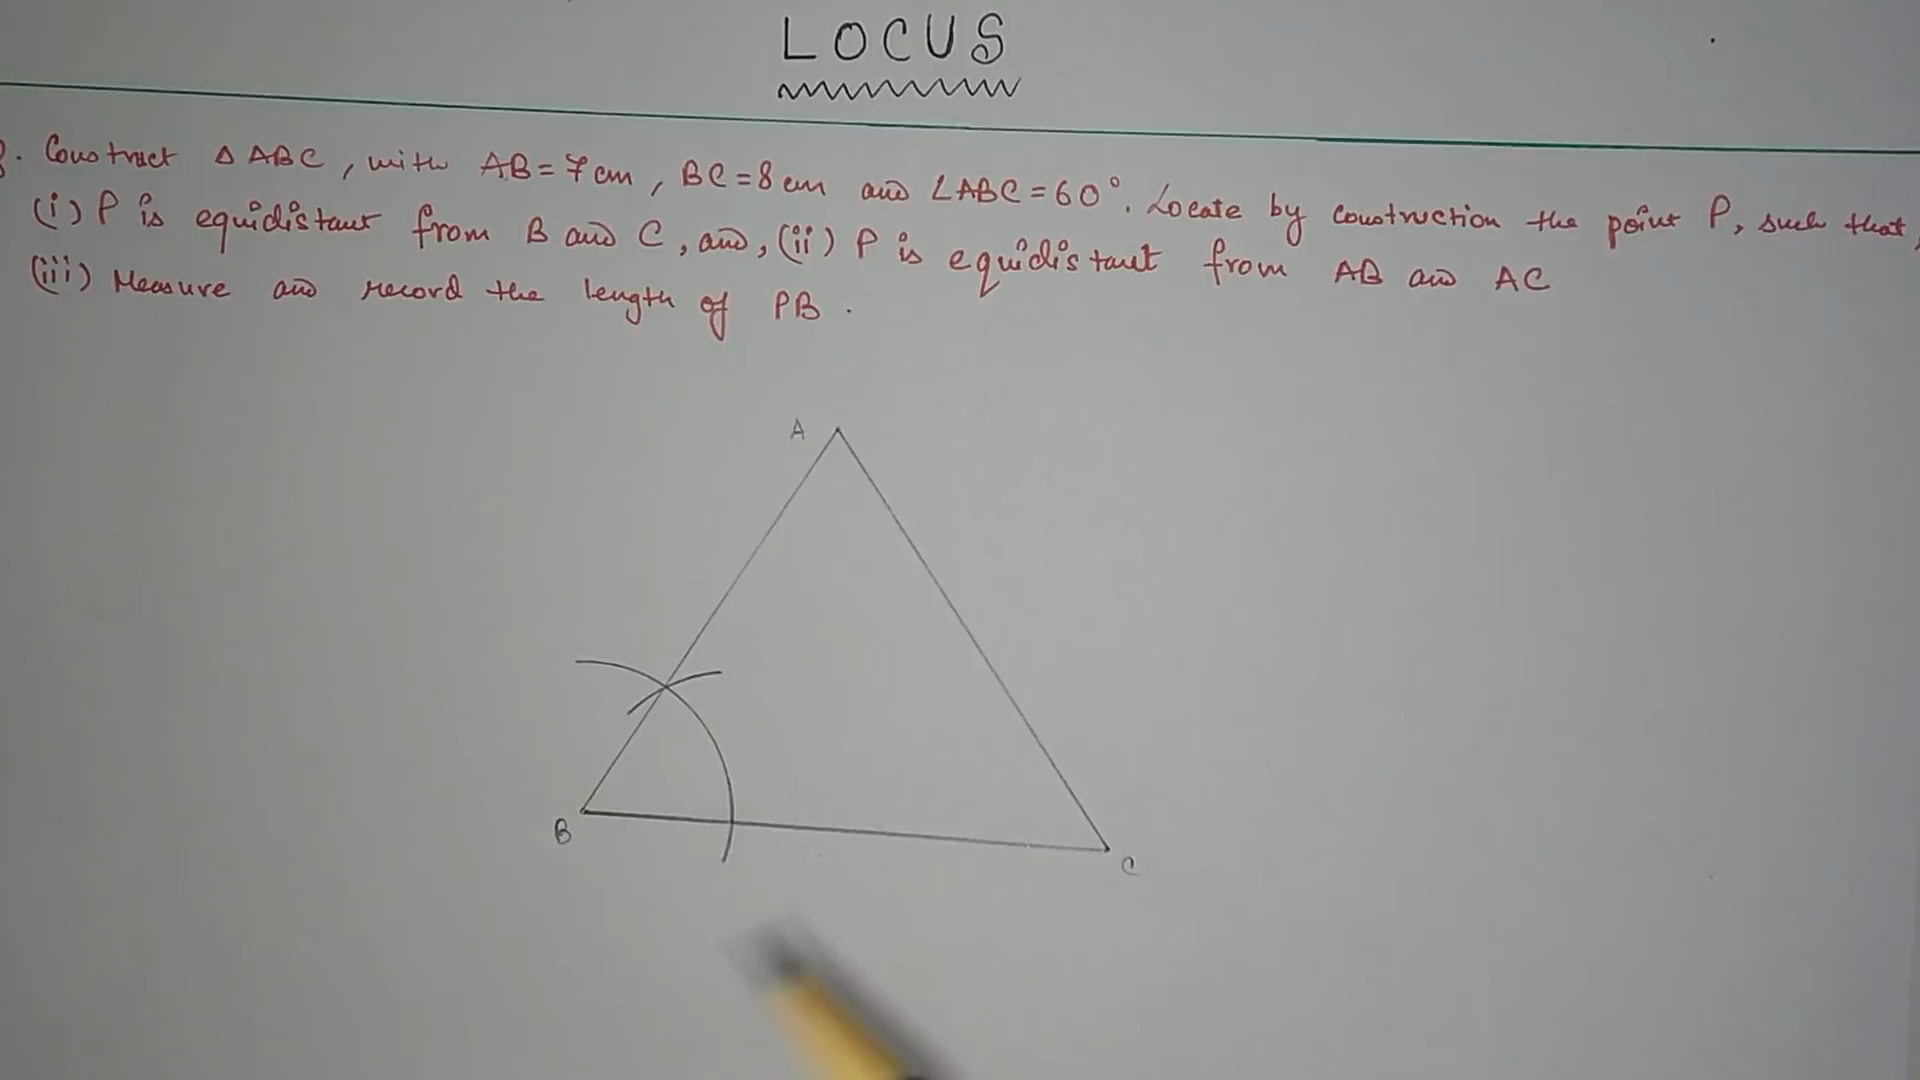 LOCUS
. Construct △ ABC, with AB = 7 cm, BC = 8 cm and ∠ABC = 60°. Locate by construction the point P, such that,
(i) P is equidistant from B and C, and, (ii) P is equidistant from AB and AC
(iii) Measure and record the length of PB.
A
B
C